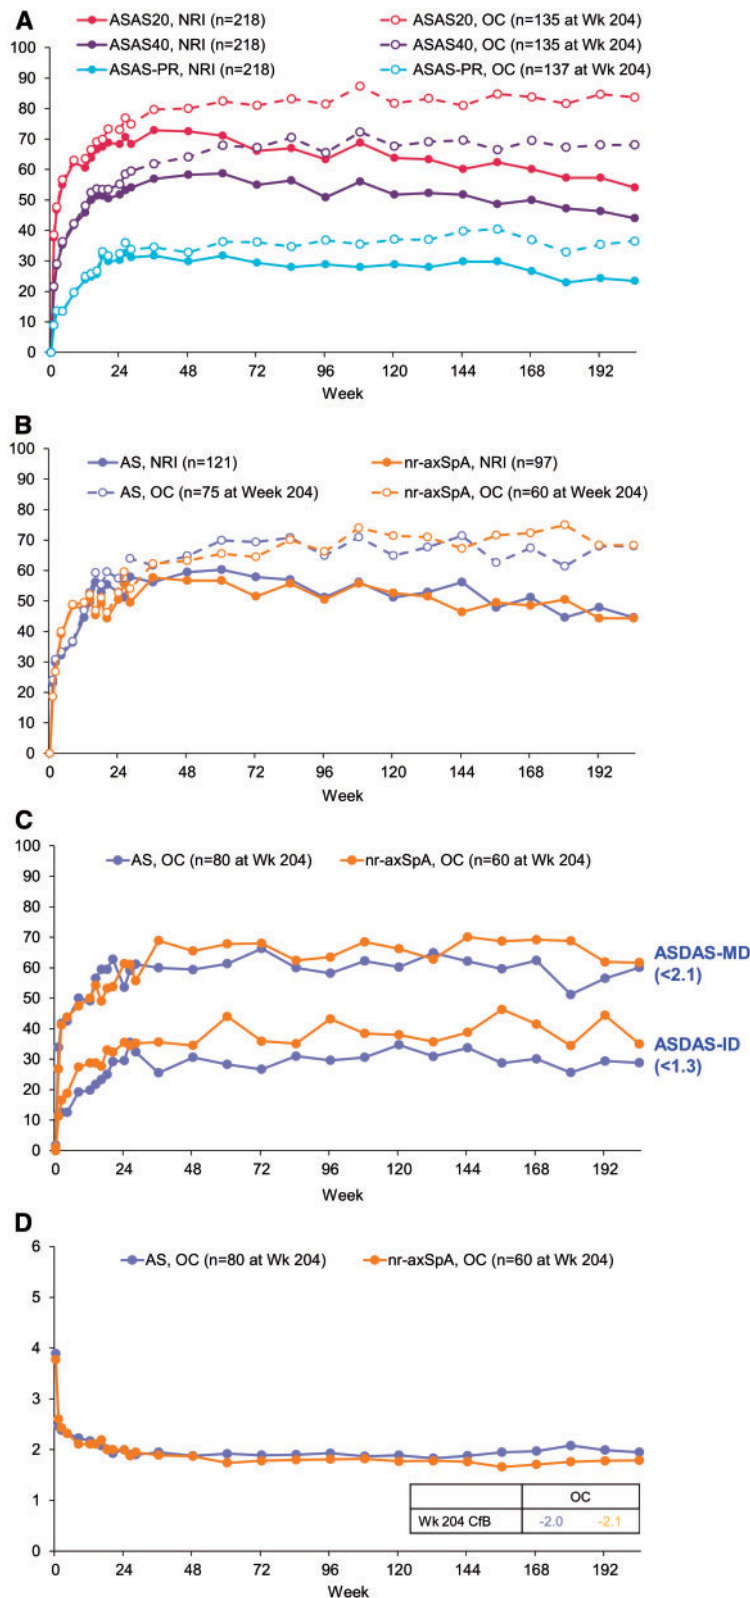 A
ASAS20, NRI (n=218) ASAS20, OC (n=135 at Wk 204)
ASAS40, NRI (n=218) ASAS40, OC (n=135 at Wk 204)
ASAS-PR, NRI (n=218) ASAS-PR, OC (n=137 at Wk 204)
100
90
80
70
60
50
40
30
20
10
0
0 24 48 72 96 120 144 168 192
Week
B
AS, NRI (n=121) nr-axSpA, NRI (n=97)
AS, OC (n=75 at Week 204) nr-axSpA, OC (n=60 at Week 204)
100
90
80
70
60
50
40
30
20
10
0
0 24 48 72 96 120 144 168 192
Week
C
AS, OC (n=80 at Wk 204) nr-axSpA, OC (n=60 at Wk 204)
100
90
80
70
60
50
40
30
20
10
0
ASDAS-MD
(<2.1)
ASDAS-ID
(<1.3)
0 24 48 72 96 120 144 168 192
Week
D
AS, OC (n=80 at Wk 204) nr-axSpA, OC (n=60 at Wk 204)
6
5
4
3
2
1
0
OC
Wk 204 CfB -2.0 -2.1
0 24 48 72 96 120 144 168 192
Week